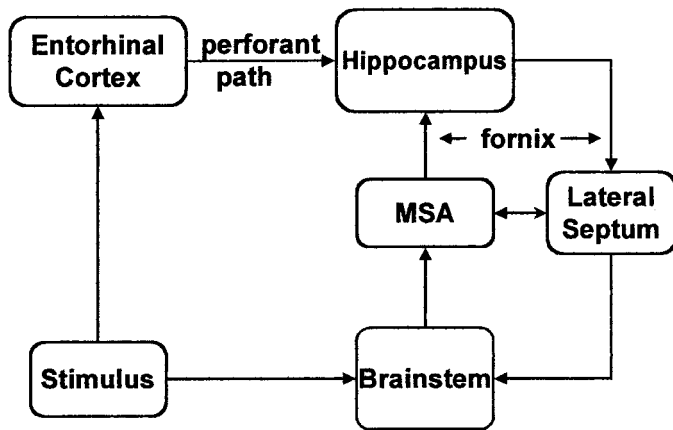 Entorhinal
Cortex
perforant
path
Hippocampus
fornix
MSA
Lateral
Septum
Stimulus
Brainstem